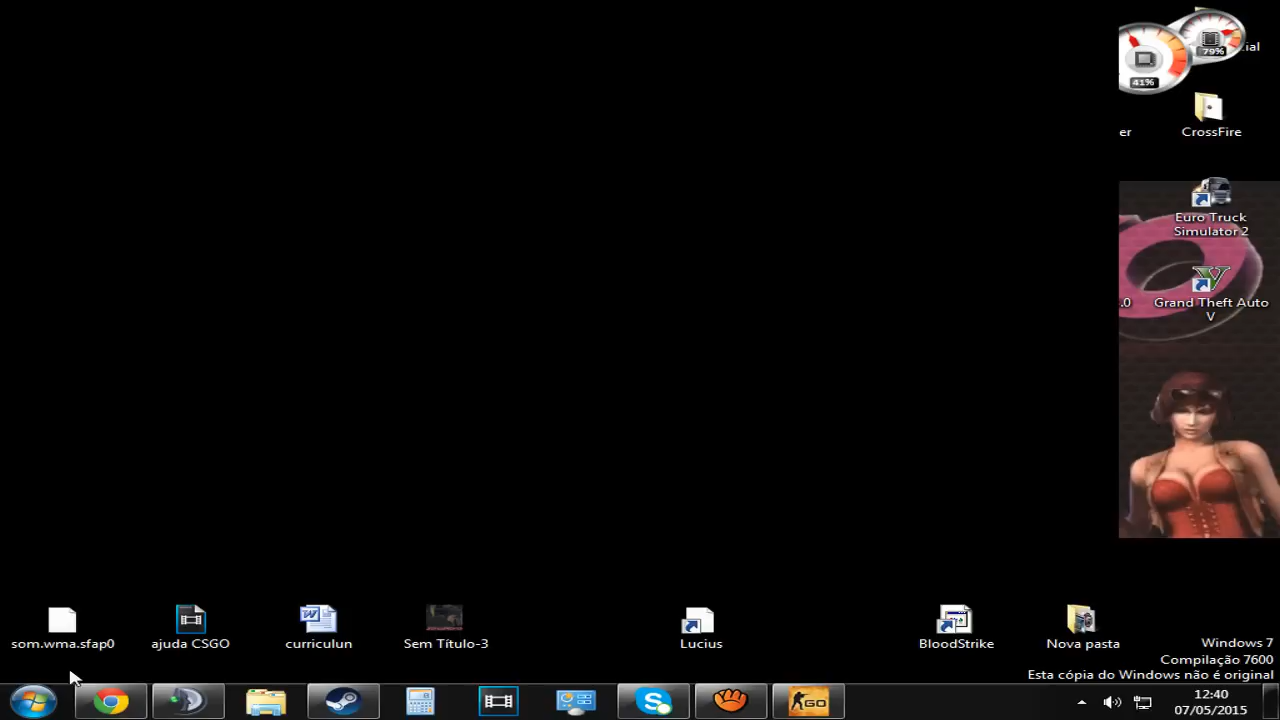 79%
ial
41%
er
CrossFire
Euro Truck
Simulator 2
.0
Grand Theft Auto
V
som.wma.sfap0
ajuda CSGO
curriculun
Sem Título-3
Lucius
BloodStrike
Nova pasta
Windows 7
Compilação 7600
Esta cópia do Windows não é original
GO
12:40
07/05/2015